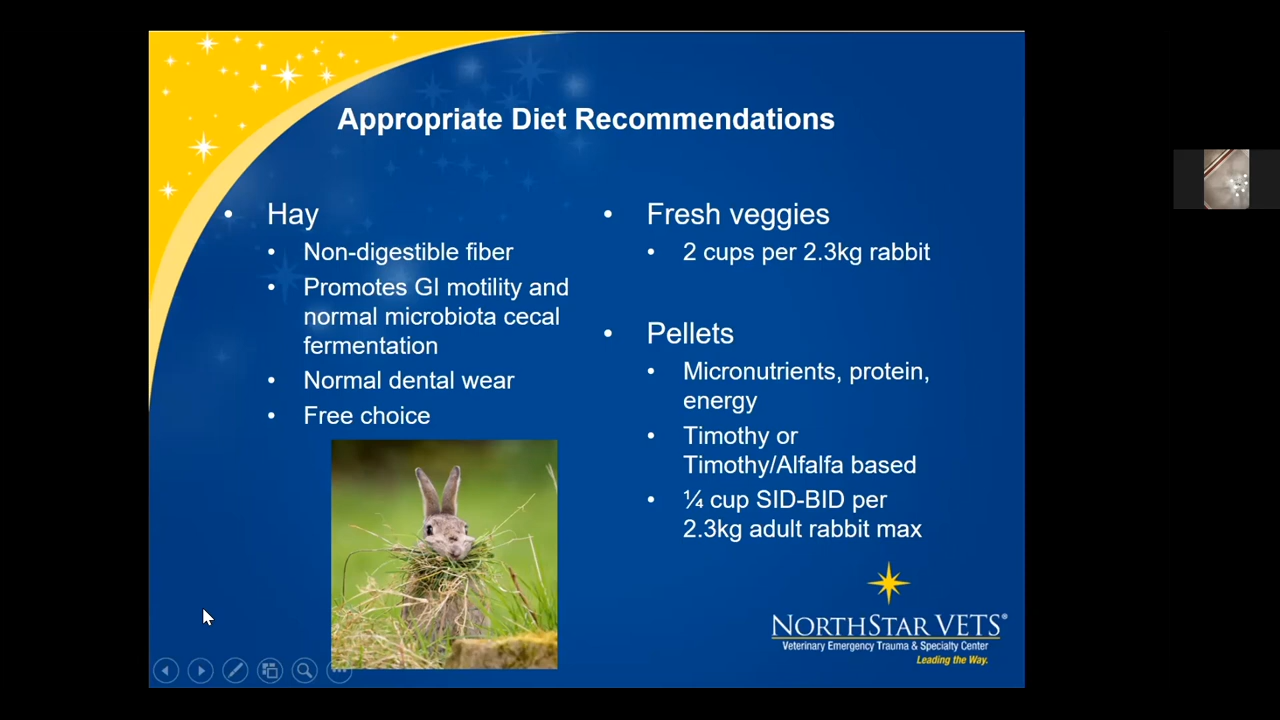 Appropriate Diet Recommendations
• Hay
• Non-digestible fiber
• Promotes GI motility and
normal microbiota cecal
fermentation
• Normal dental wear
• Free choice
• Fresh veggies
• 2 cups per 2.3kg rabbit
• Pellets
• Micronutrients, protein,
energy
• Timothy or
Timothy/Alfalfa based
• ¼ cup SID-BID per
2.3kg adult rabbit max
NORTHSTAR VETS®
Veterinary Emergency Trauma & Specialty Center
Leading the Way.